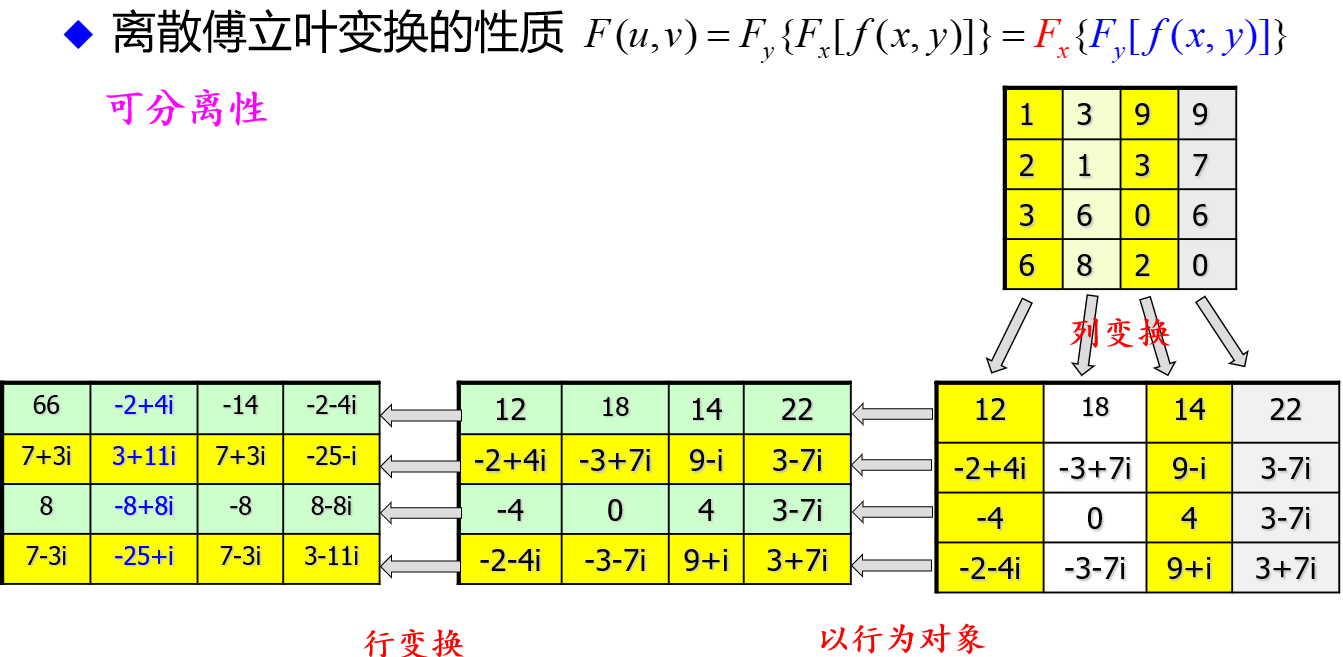 ◆ 离散傅立叶变换的性质 F(u,v) = F_y{F_x[f(x,y)]} = F_x{F_y[f(x,y)]}
可分离性
1 3 9 9
2 1 3 7
3 6 0 6
6 8 2 0
列变换
66 -2+4i -14 -2-4i
7+3i 3+11i 7+3i -25-i
8 -8+8i -8 8-8i
7-3i -25+i 7-3i 3-11i
12 18 14 22
-2+4i -3+7i 9-i 3-7i
-4 0 4 3-7i
-2-4i -3-7i 9+i 3+7i
12 18 14 22
-2+4i -3+7i 9-i 3-7i
-4 0 4 3-7i
-2-4i -3-7i 9+i 3+7i
行变换
以行为对象